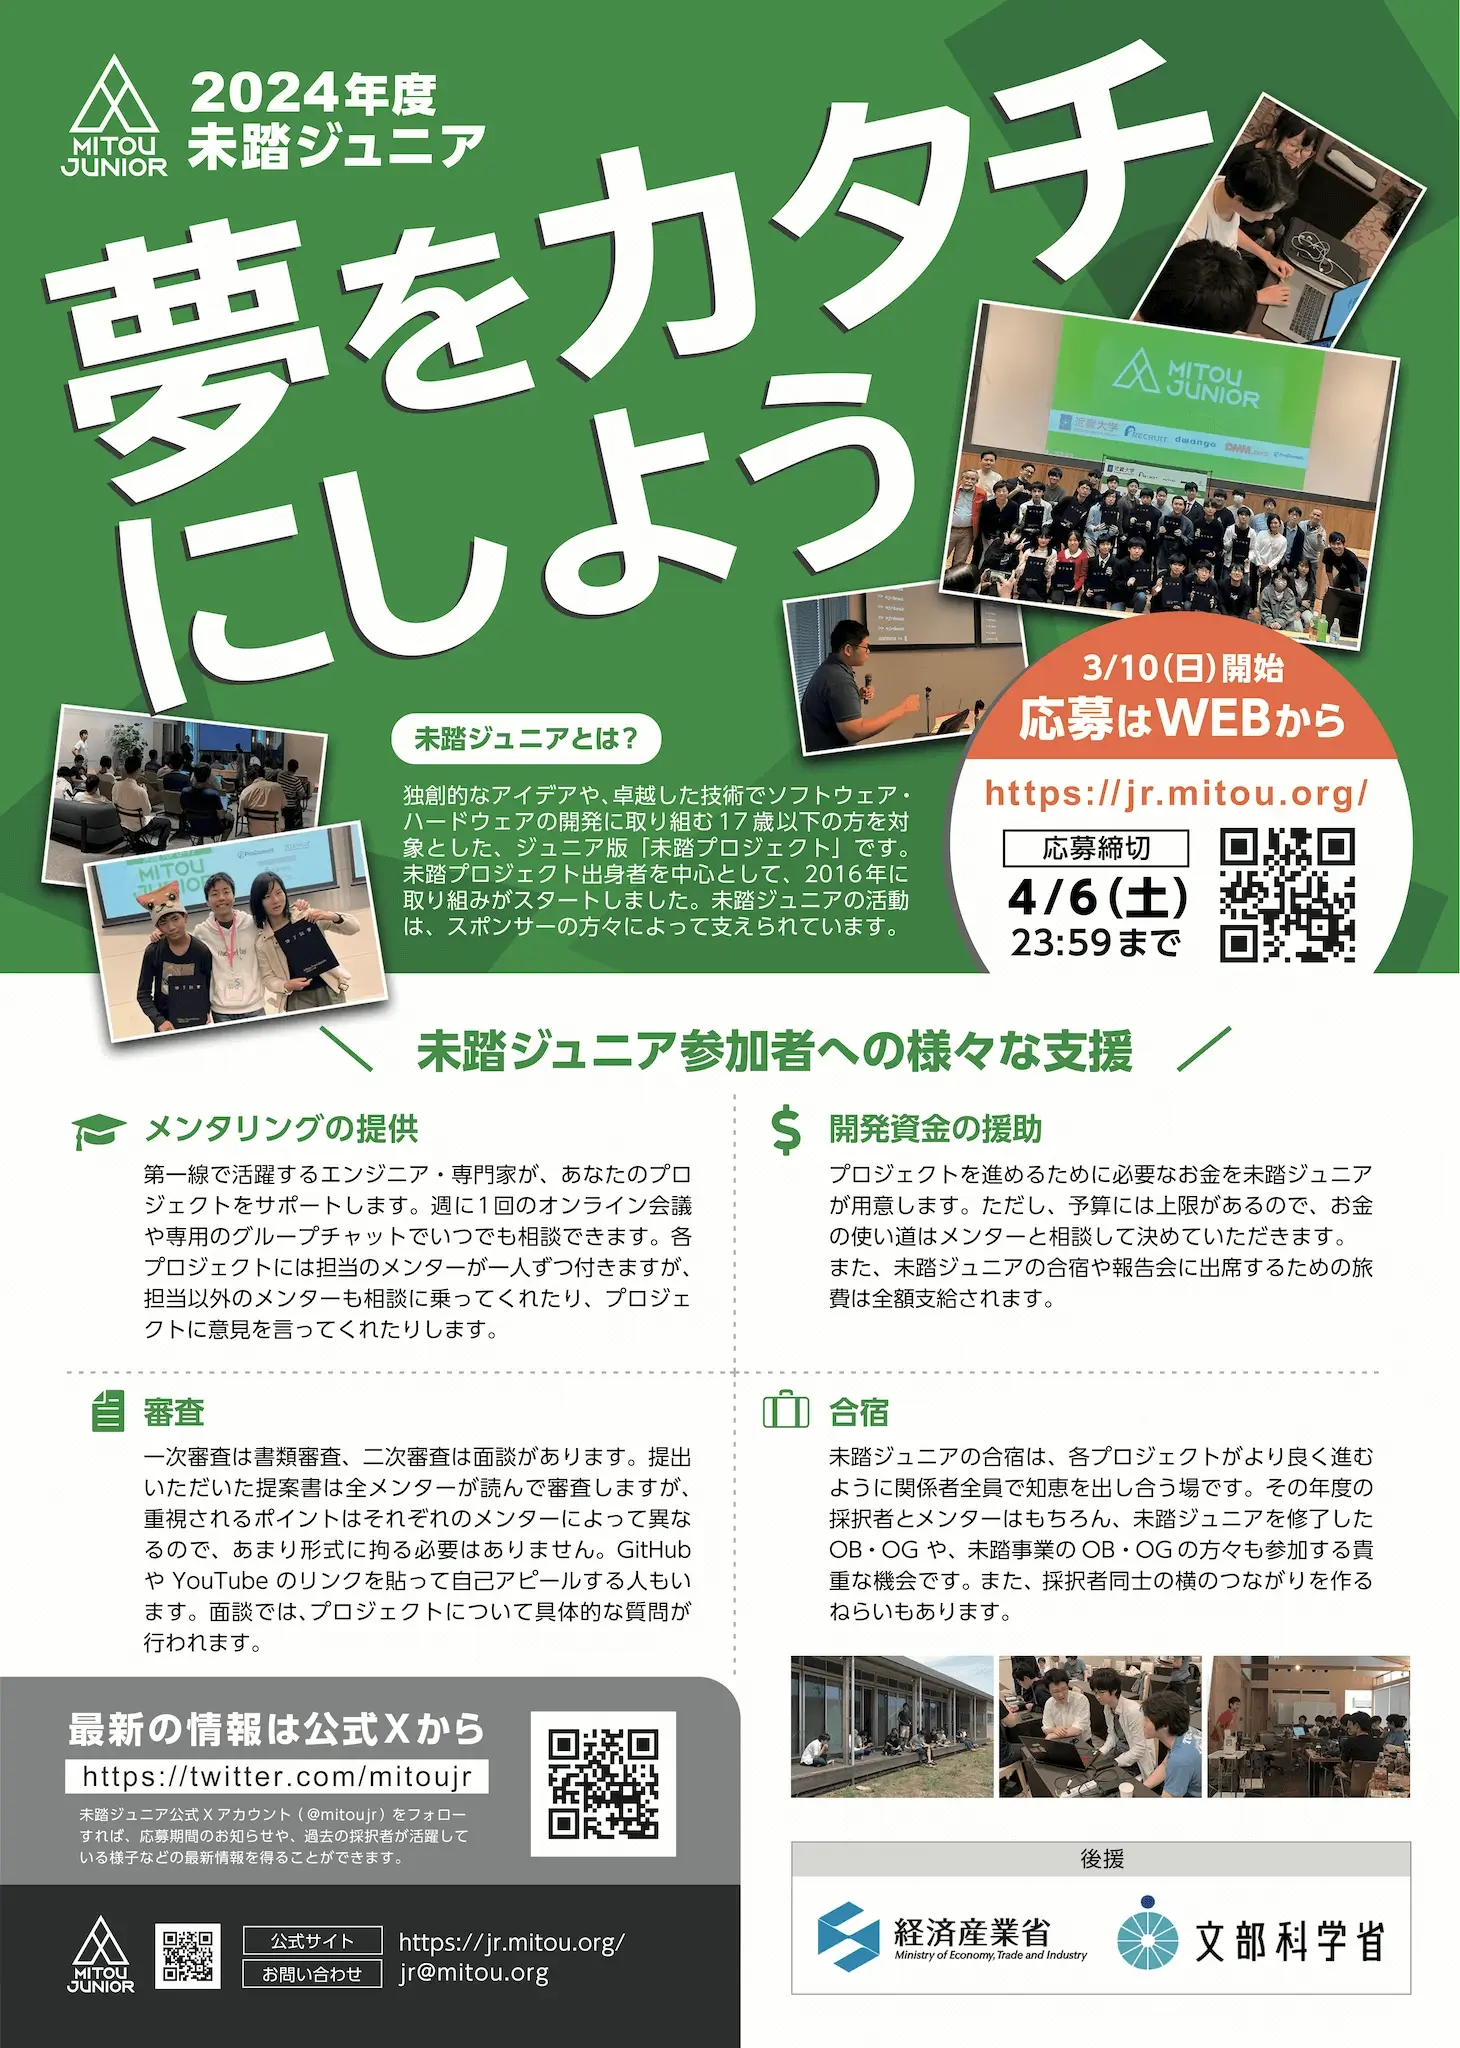 MITOU
JUNIOR
2024年度
未踏ジュニア
夢をカタチ
にしよう
MITOU
JUNIOR
近畿大学
RECRUIT
dwango
近畿大学
3/10(日)開始
応募はWEBから
https://jr.mitou.org/
応募締切
4/6(土)
23:59まで
未踏ジュニアとは?
独創的なアイデアや、卓越した技術でソフトウェア・
ハードウェアの開発に取り組む17歳以下の方を対
象とした、ジュニア版「未踏プロジェクト」です。
未踏プロジェクト出身者を中心として、2016年に
取り組みがスタートしました。未踏ジュニアの活動
は、スポンサーの方々によって支えられています。
MITOU
JUNIOR
未踏ジュニア参加者への様々な支援
メンタリングの提供
第一線で活躍するエンジニア・専門家が、あなたのプロ
ジェクトをサポートします。週に1回のオンライン会議
や専用のグループチャットでいつでも相談できます。各
プロジェクトには担当のメンターが一人ずつ付きますが、
担当以外のメンターも相談に乗ってくれたり、プロジェ
クトに意見を言ってくれたりします。
開発資金の援助
プロジェクトを進めるために必要なお金を未踏ジュニア
が用意します。ただし、予算には上限があるので、お金
の使い道はメンターと相談して決めていただきます。
また、未踏ジュニアの合宿や報告会に出席するための旅
費は全額支給されます。
審査
一次審査は書類審査、二次審査は面談があります。提出
いただいた提案書は全メンターが読んで審査しますが、
重視されるポイントはそれぞれのメンターによって異な
るので、あまり形式に拘る必要はありません。GitHub
や YouTube のリンクを貼って自己アピールする人もい
ます。面談では、プロジェクトについて具体的な質問が
行われます。
合宿
未踏ジュニアの合宿は、各プロジェクトがより良く進む
ように関係者全員で知恵を出し合う場です。その年度の
採択者とメンターはもちろん、未踏ジュニアを修了した
OB・OG や、未踏事業の OB・OG の方々も参加する貴
重な機会です。また、採択者同士の横のつながりを作る
ねらいもあります。
最新の情報は公式Xから
https://twitter.com/mitoujr
未踏ジュニア公式 X アカウント（@mitoujr）をフォロー
すれば、応募期間のお知らせや、過去の採択者が活躍して
いる様子などの最新情報を得ることができます。
MITOU
JUNIOR
公式サイト
https://jr.mitou.org/
お問い合わせ
jr@mitou.org
後援
経済産業省
Ministry of Economy, Trade and Industry
文部科学省